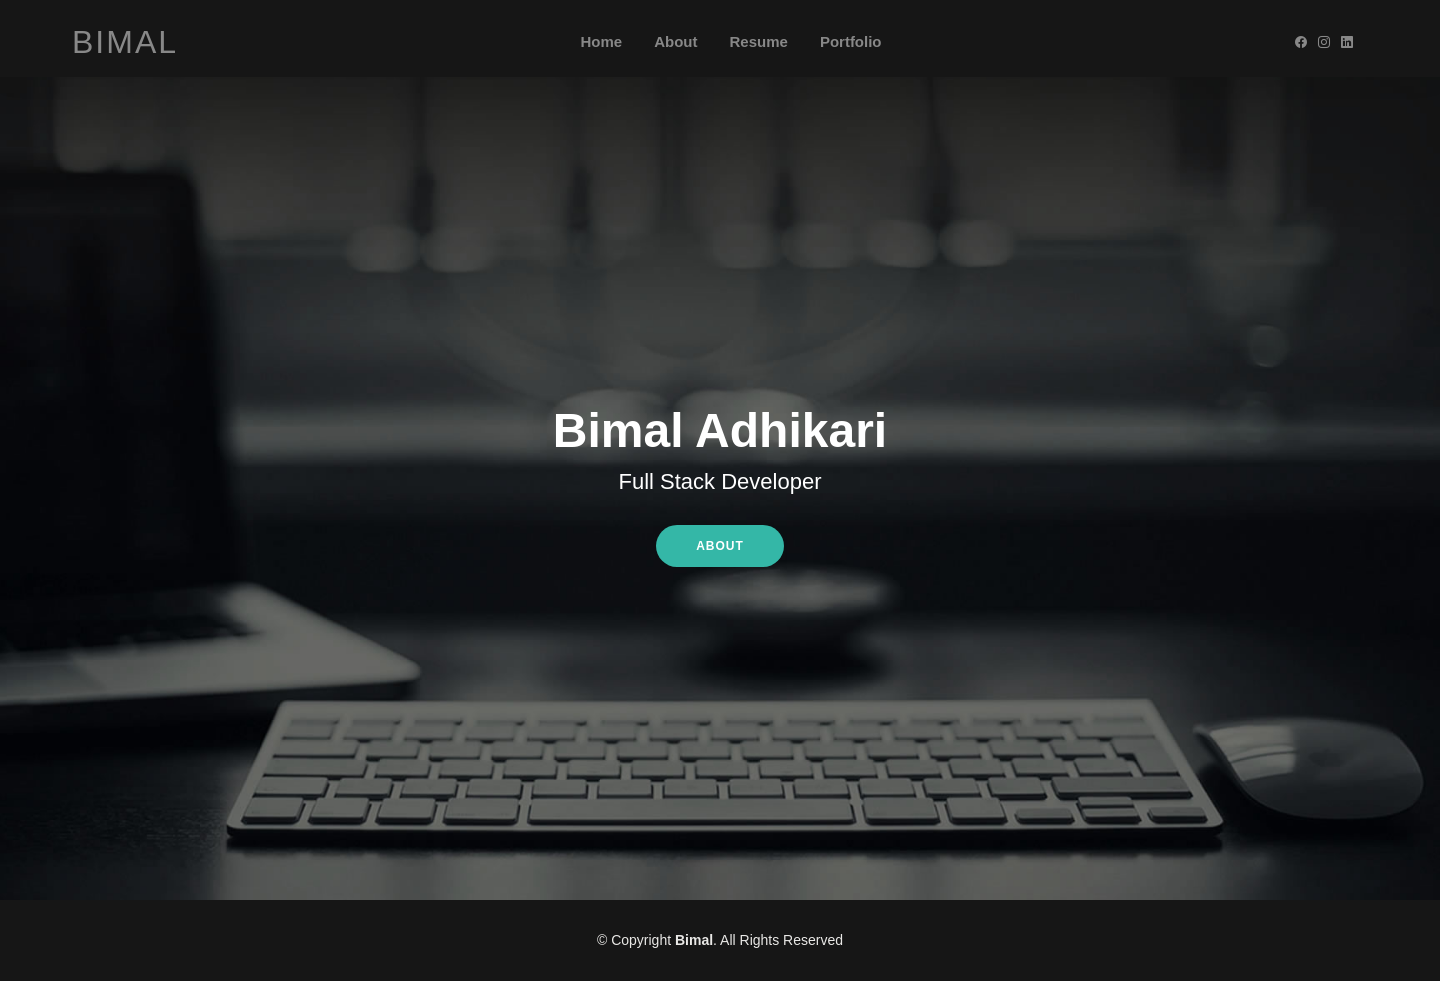 BIMAL
Home About Resume Portfolio
Bimal Adhikari
Full Stack Developer
ABOUT
© Copyright Bimal. All Rights Reserved